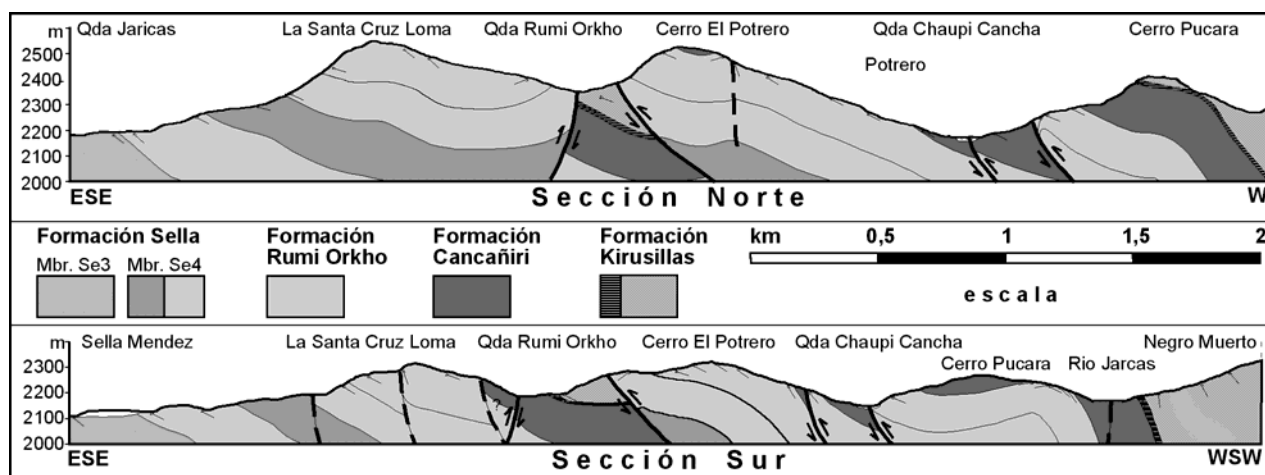 m Qda Jaricas La Santa Cruz Loma Qda Rumi Orkho Cerro El Potrero Qda Chaupi Cancha Cerro Pucara
2500
Potrero
2400
2300
2200
2100
2000
ESE Sección Norte W
Formación Sella Formación Rumi Orkho Formación Cancañiri Formación Kirusillas km 0,5 1 1,5 2
Mbr. Se3 Mbr. Se4
escala
m Sella Mendez La Santa Cruz Loma Qda Rumi Orkho Cerro El Potrero Qda Chaupi Cancha Negro Muerto
Cerro Pucara Rio Jarcas
2300
2200
2100
2000
ESE Sección Sur WSW